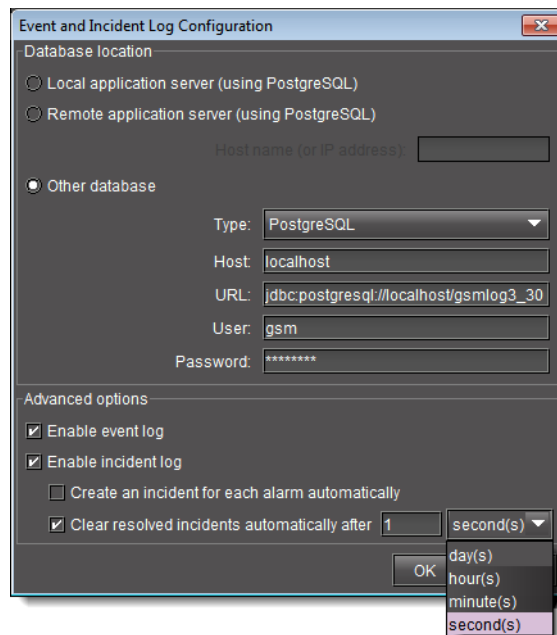 Event and Incident Log Configuration
Database location
Local application server (using PostgreSQL)
Remote application server (using PostgreSQL)
Host name (or IP address):
Other database
Type: PostgreSQL
Host: localhost
URL: jdbc:postgresql://localhost/gsmlog3_30
User: gsm
Password: ********
Advanced options
Enable event log
Enable incident log
Create an incident for each alarm automatically
Clear resolved incidents automatically after 1 second(s)
day(s)
OK
hour(s)
minute(s)
second(s)